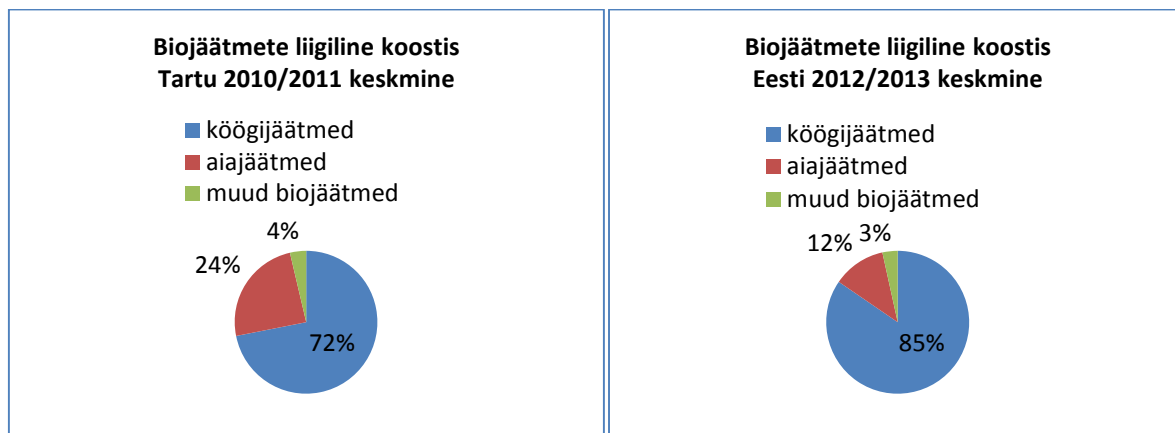 Biojäätmete liigiline koostis
Tartu 2010/2011 keskmine
köögijäätmed
aiajäätmed
muud biojäätmed
4%
24%
72%
Biojäätmete liigiline koostis
Eesti 2012/2013 keskmine
köögijäätmed
aiajäätmed
muud biojäätmed
3%
12%
85%